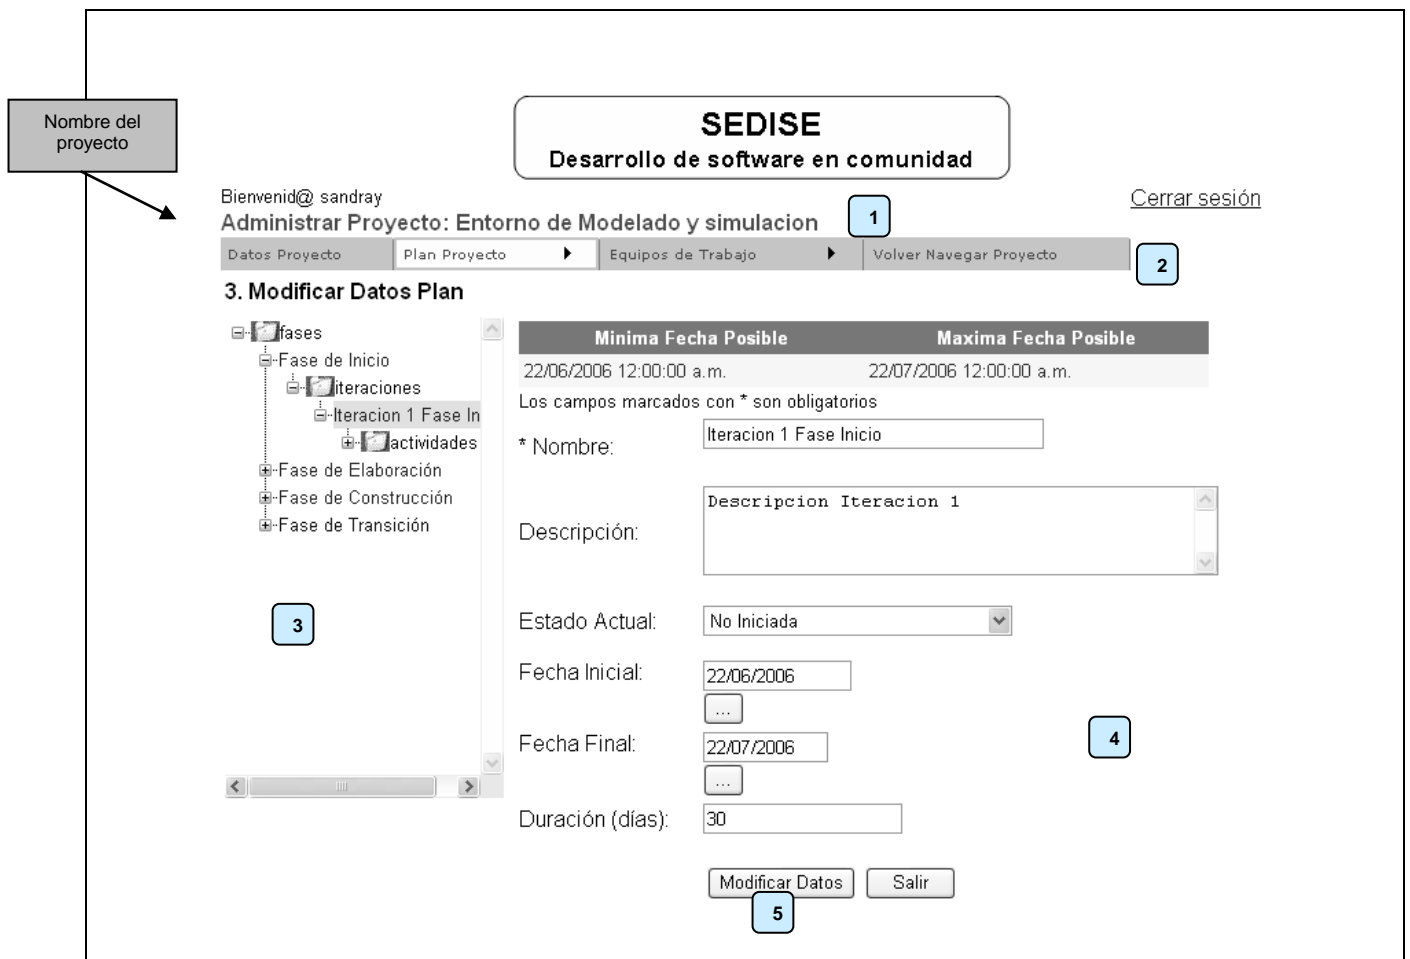 Nombre del
proyecto
SEDISE
Desarrollo de software en comunidad
Bienvenid@ sandray
Cerrar sesión
Administrar Proyecto: Entorno de Modelado y simulacion
1
Datos Proyecto Plan Proyecto Equipos de Trabajo Volver Navegar Proyecto
2
3. Modificar Datos Plan
fases
Fase de Inicio
iteraciones
Iteracion 1 Fase In
actividades
Fase de Elaboración
Fase de Construcción
Fase de Transición
3
Minima Fecha Posible Maxima Fecha Posible
22/06/2006 12:00:00 a.m. 22/07/2006 12:00:00 a.m.
Los campos marcados con * son obligatorios
* Nombre: Iteracion 1 Fase Inicio
Descripción: Descripcion Iteracion 1
Estado Actual: No Iniciada
Fecha Inicial: 22/06/2006
...
Fecha Final: 22/07/2006
...
4
Duración (días): 30
Modificar Datos Salir
5